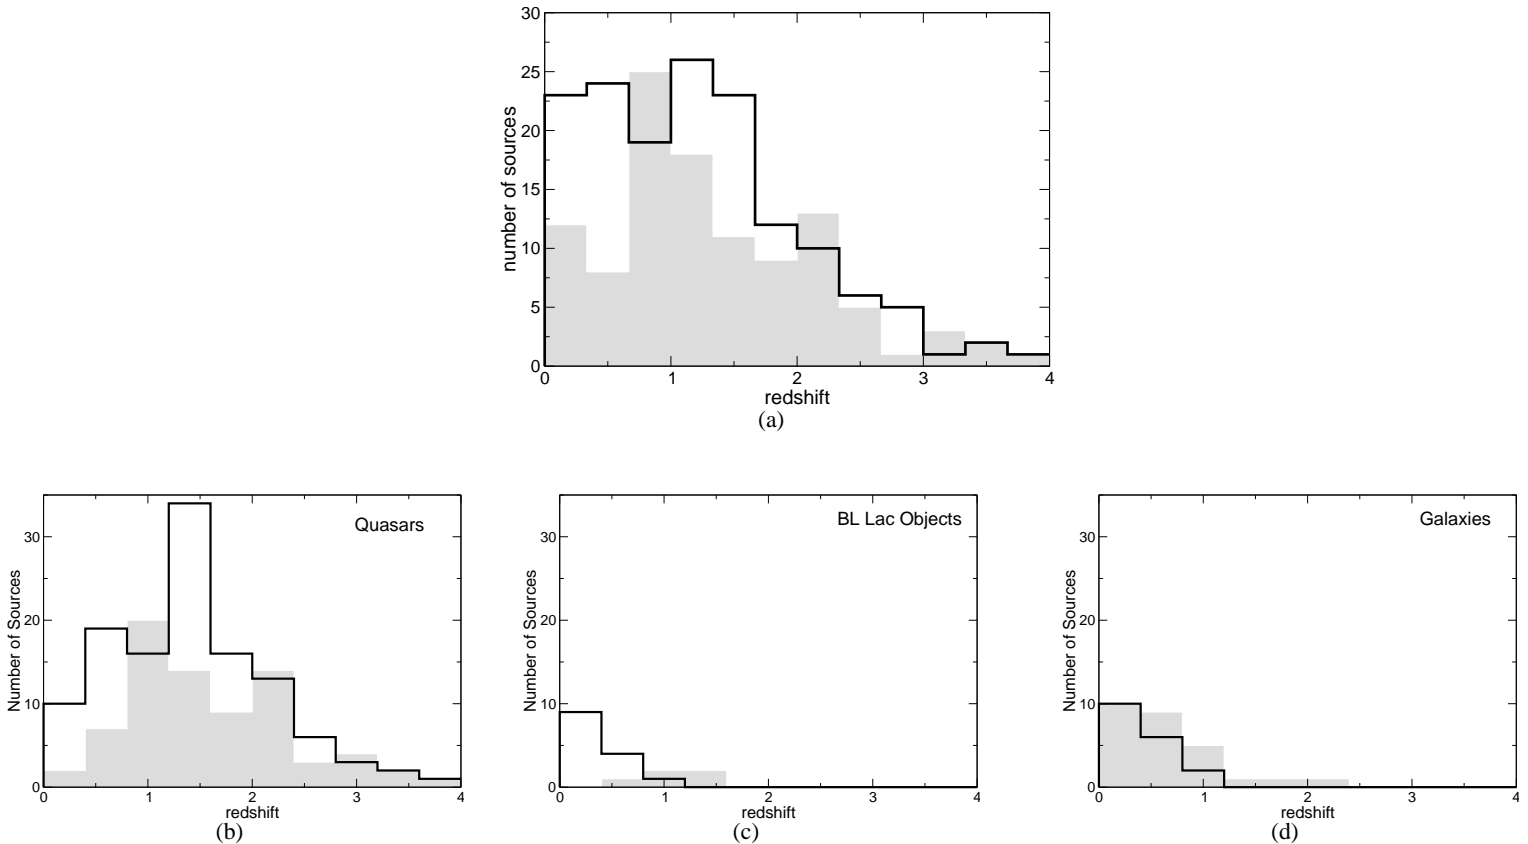 30
25
20
15
10
5
0
number of sources
0 1 2 3 4
redshift
(a)
Quasars
30
20
10
0
Number of Sources
0 1 2 3 4
redshift
(b)
BL Lac Objects
30
20
10
0
Number of Sources
0 1 2 3 4
redshift
(c)
Galaxies
30
20
10
0
Number of Sources
0 1 2 3 4
redshift
(d)